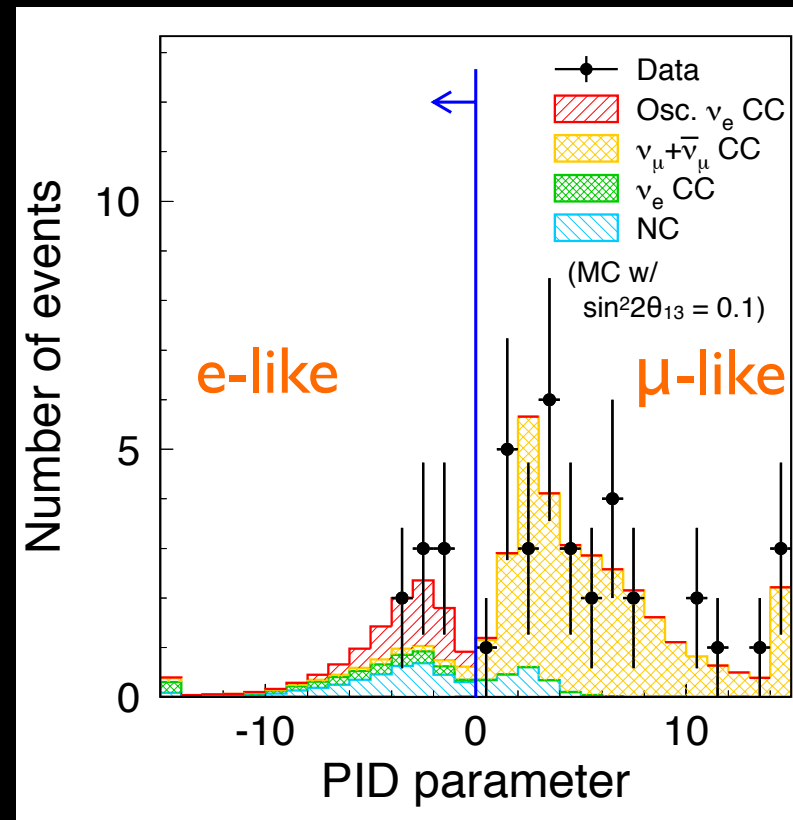 Number of events
10
5
0
Data
Osc. νe CC
νμ+ν̅μ CC
νe CC
NC
(MC w/
sin²2θ₁₃ = 0.1)
e-like
μ-like
-10
0
10
PID parameter